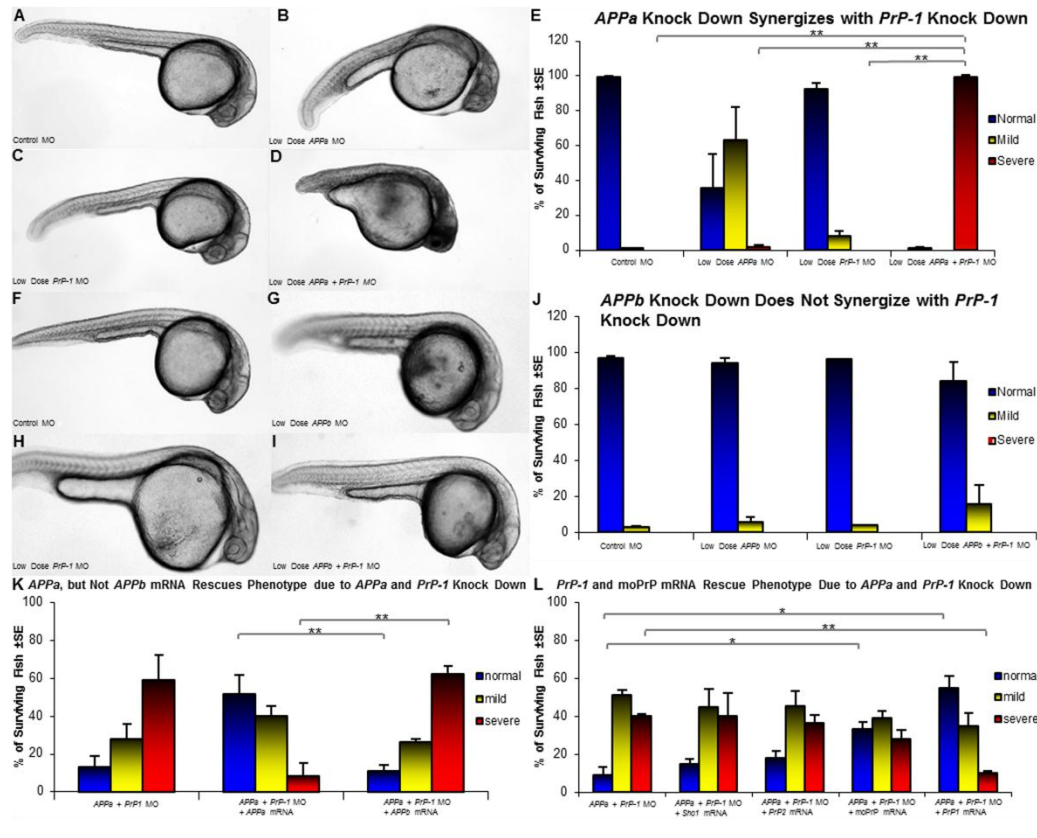 A
Control MO
B
Low Dose APPa MO
C
Low Dose PrP-1 MO
D
Low Dose APPa + PrP-1 MO
E
APPa Knock Down Synergizes with PrP-1 Knock Down
**
**
**
% of Surviving Fish ±SE
120
100
80
60
40
20
0
Normal
Mild
Severe
Control MO
Low Dose APPa MO
Low Dose PrP-1 MO
Low Dose APPa + PrP-1 MO
F
Control MO
G
Low Dose APPb MO
H
Low Dose PrP-1 MO
I
Low Dose APPb + PrP-1 MO
J
APPb Knock Down Does Not Synergize with PrP-1
Knock Down
% of Surviving Fish ±SE
100
80
60
40
20
0
Normal
Mild
Severe
Control MO
Low Dose APPb MO
Low Dose PrP-1 MO
Low Dose APPb + PrP-1 MO
K APPa, but Not APPb mRNA Rescues Phenotype due to APPa and PrP-1 Knock Down
**
**
% of Surviving Fish ±SE
100
80
60
40
20
0
normal
mild
severe
APPa + PrP1 MO
APPa + PrP-1 MO
+ APPa mRNA
APPa + PrP-1 MO
+ APPb mRNA
L PrP-1 and moPrP mRNA Rescue Phenotype Due to APPa and PrP-1 Knock Down
*
**
*
% of Surviving Fish ±SE
100
80
60
40
20
0
normal
mild
severe
APPa + PrP-1 MO
APPa + PrP-1 MO
+ Sho1 mRNA
APPa + PrP-1 MO
+ PrP2 mRNA
APPa + PrP-1 MO
+ moPrP mRNA
APPa + PrP-1 MO
+ PrP1 mRNA